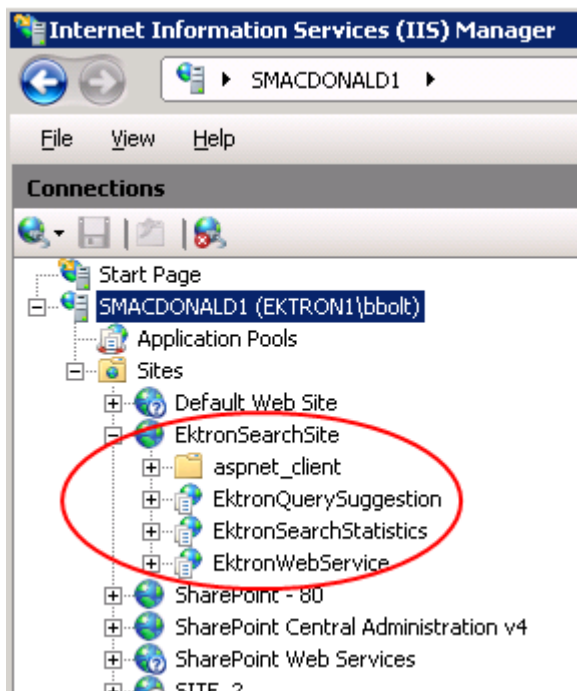 Internet Information Services (IIS) Manager
SMACDONALD1
File View Help
Connections
Start Page
SMACDONALD1 (EKTRON1\bbolt)
Application Pools
Sites
Default Web Site
EktronSearchSite
aspnet_client
EktronQuerySuggestion
EktronSearchStatistics
EktronWebService
SharePoint - 80
SharePoint Central Administration v4
SharePoint Web Services
SITE_2